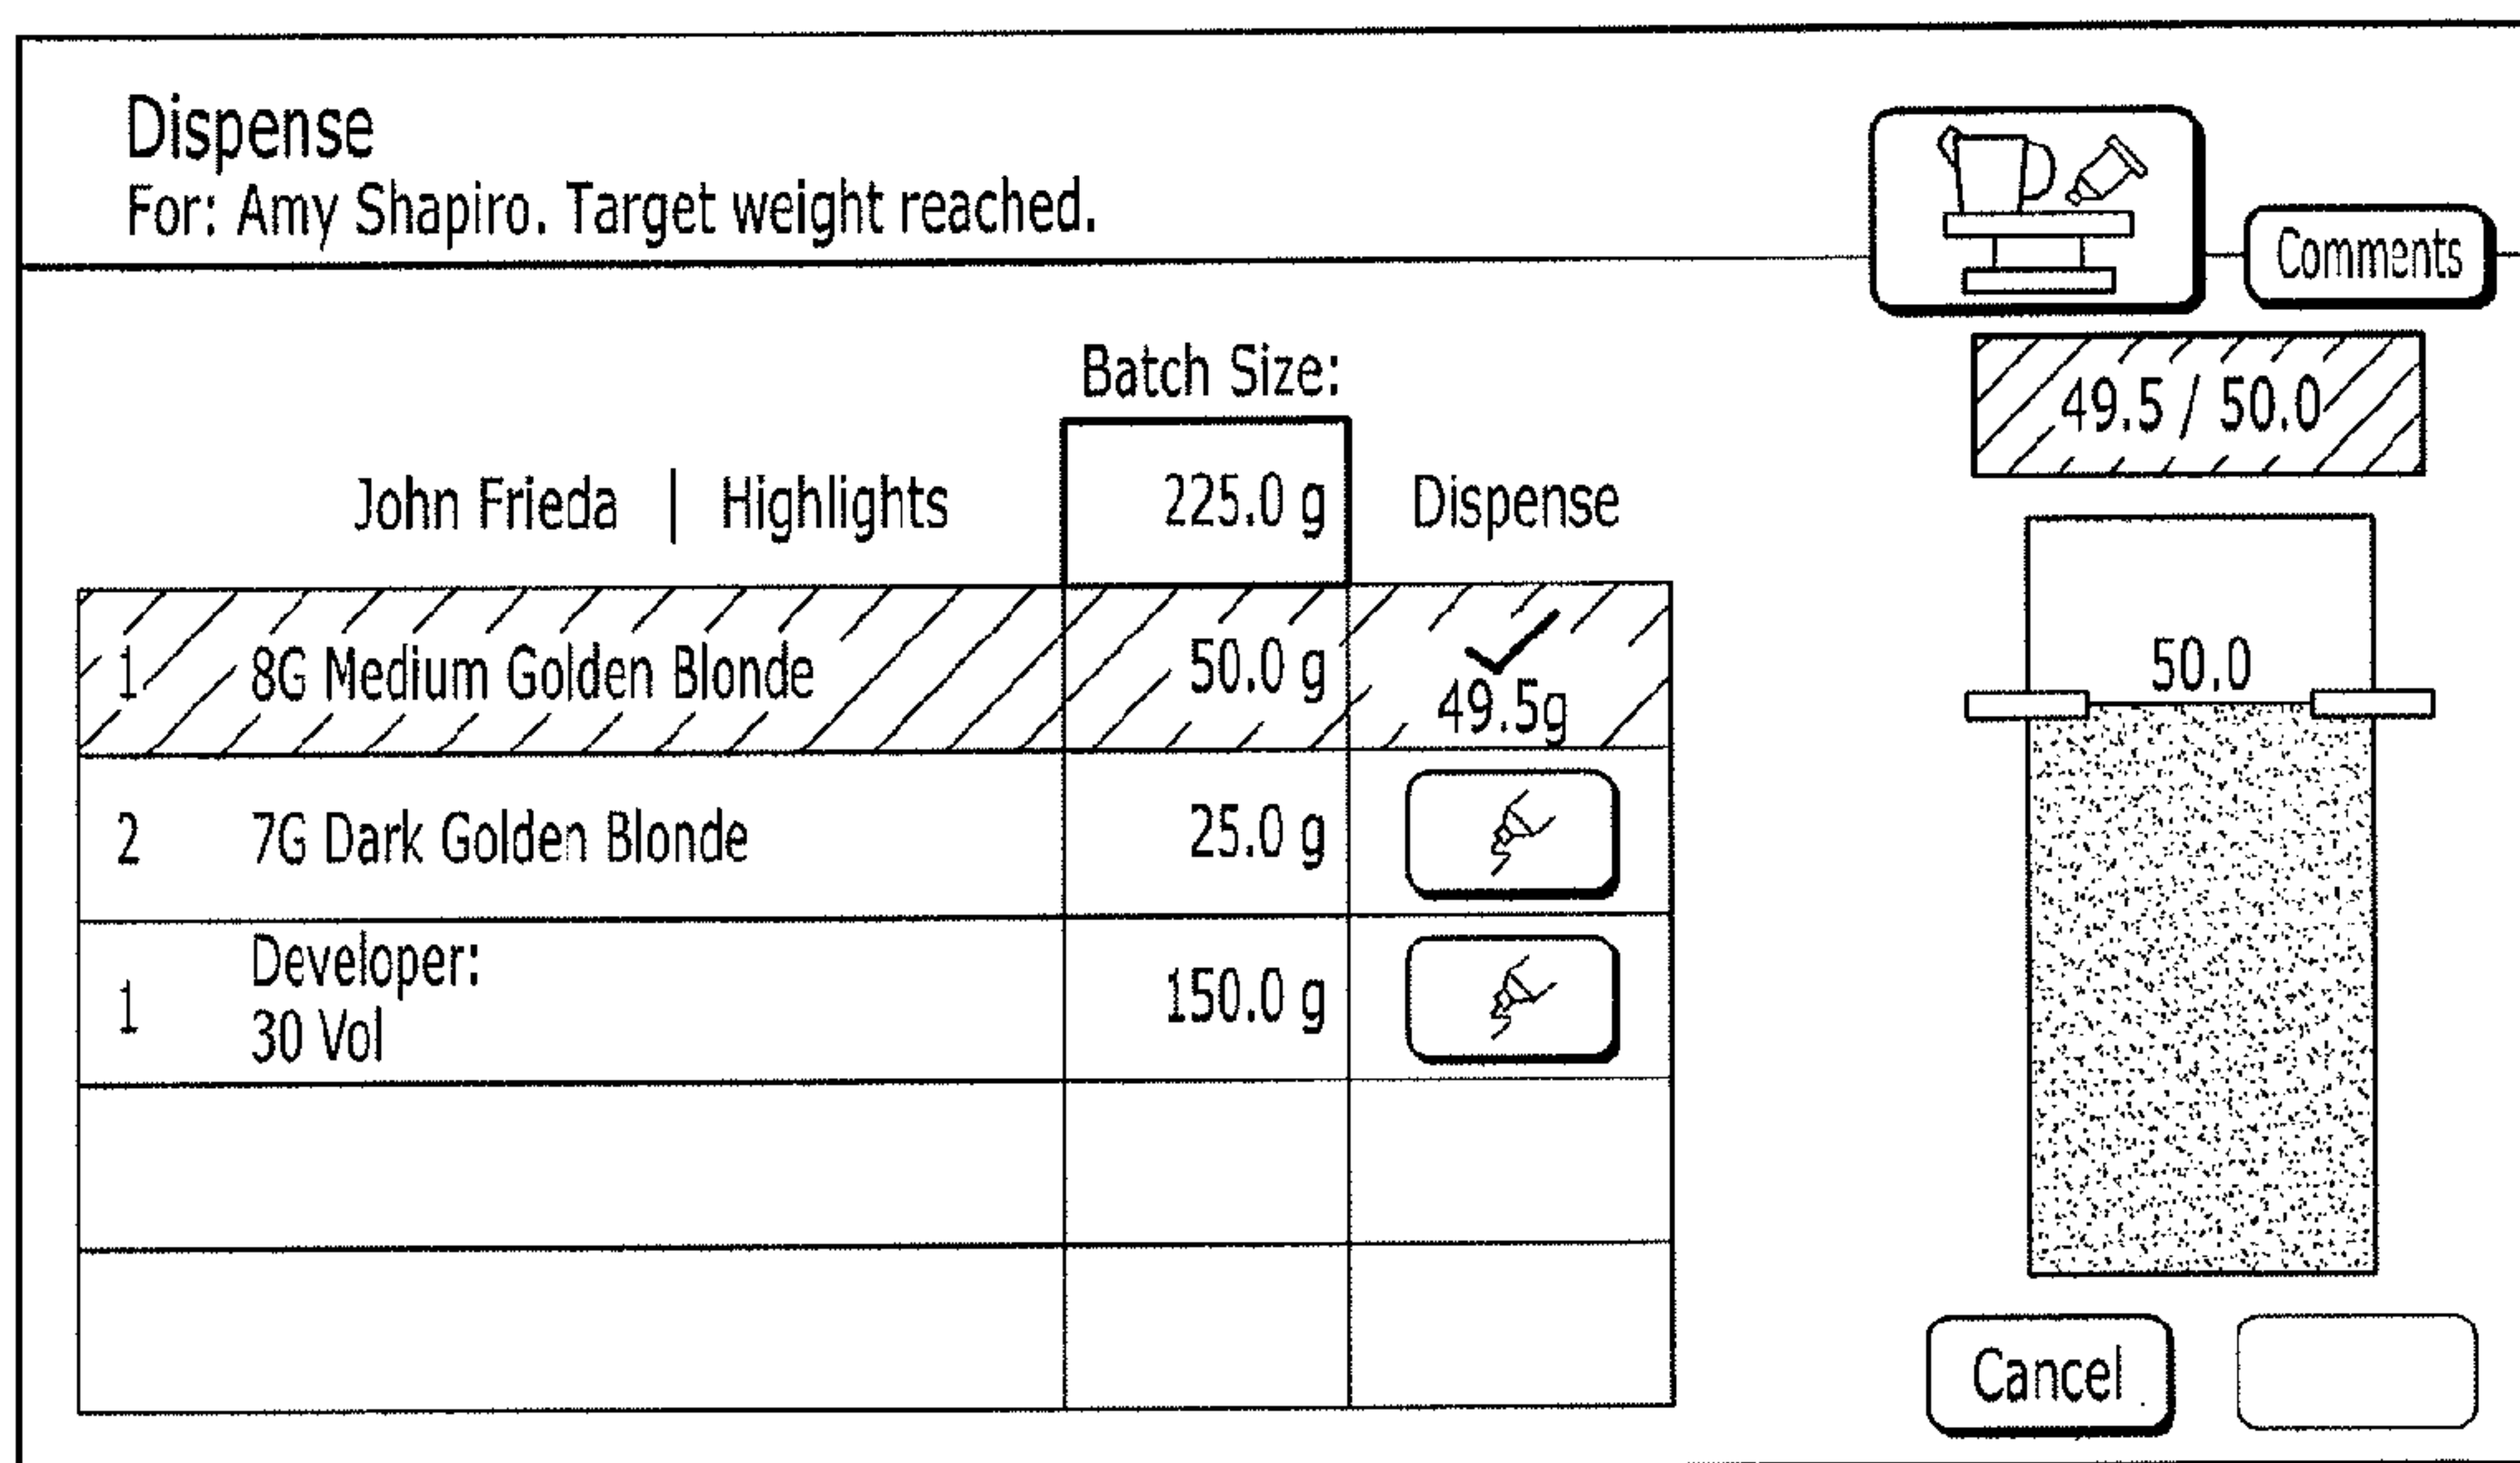 Dispense
For: Amy Shapiro. Target weight reached.
Comments
Batch Size:
49.5 / 50.0
John Frieda | Highlights 225.0 g Dispense
1 8G Medium Golden Blonde 50.0 g 49.5g
50.0
2 7G Dark Golden Blonde 25.0 g
1 Developer: 150.0 g
30 Vol
Cancel